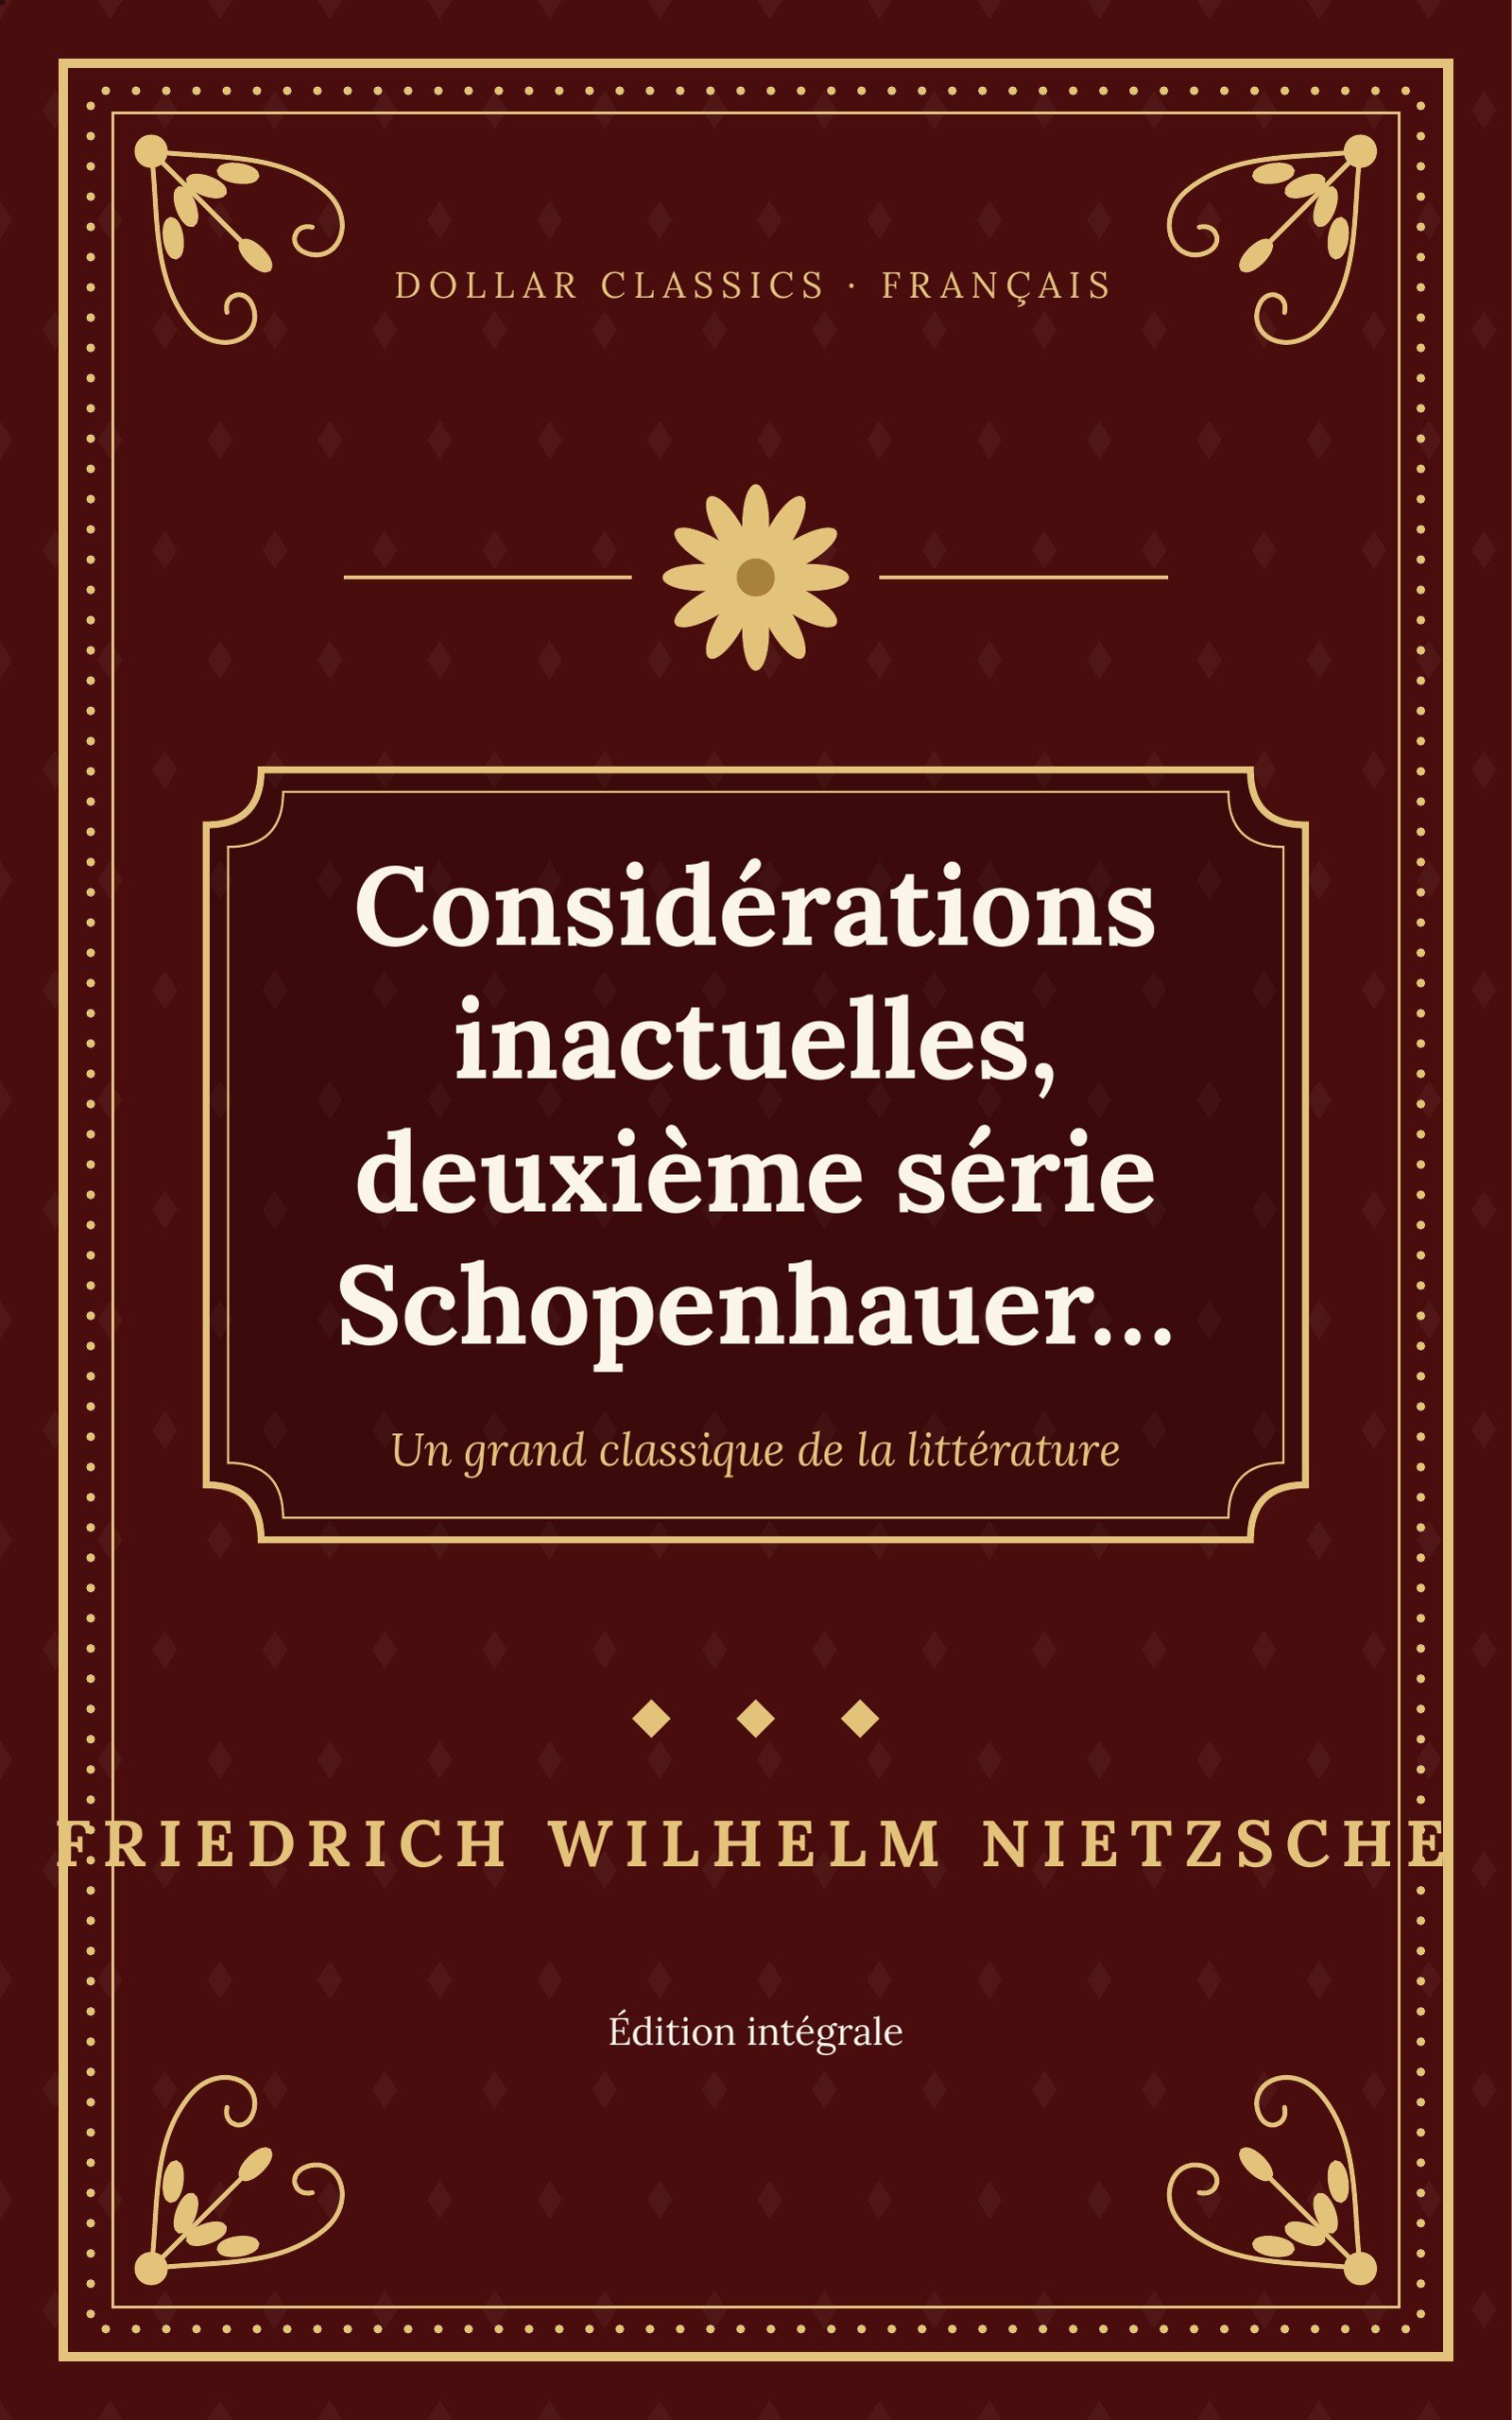 DOLLAR CLASSICS · FRANÇAIS
Considérations
inactuelles,
deuxième série
Schopenhauer...
Un grand classique de la littérature
FRIEDRICH WILHELM NIETZSCHE
Édition intégrale